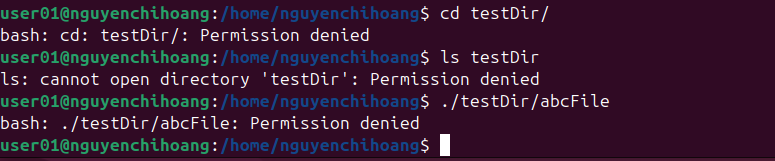 user01@nguyenchihoang:/home/nguyenchihoang$ cd testDir/
bash: cd: testDir/: Permission denied
user01@nguyenchihoang:/home/nguyenchihoang$ ls testDir
ls: cannot open directory 'testDir': Permission denied
user01@nguyenchihoang:/home/nguyenchihoang$ ./testDir/abcFile
bash: ./testDir/abcFile: Permission denied
user01@nguyenchihoang:/home/nguyenchihoang$